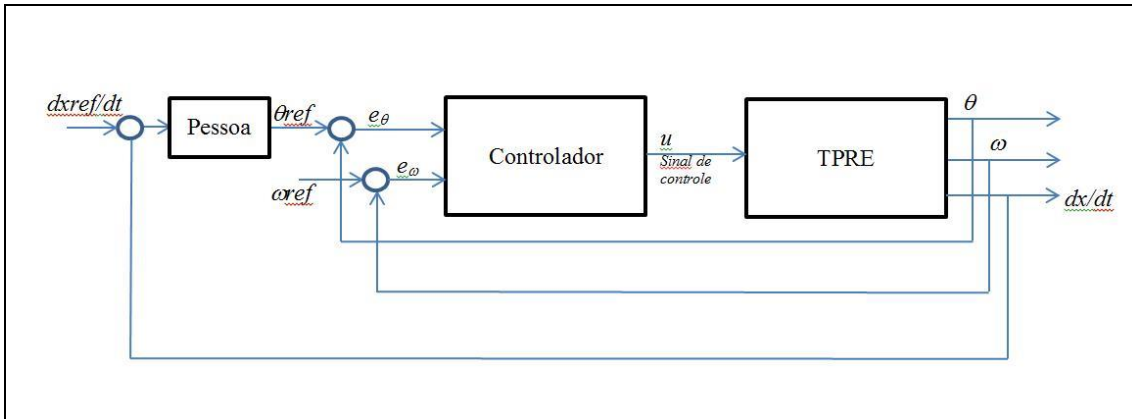 dxref/dt
Pessoa
θref
eθ
ωref
eω
Controlador
u
Sinal de
controle
TPRE
θ
ω
dx/dt